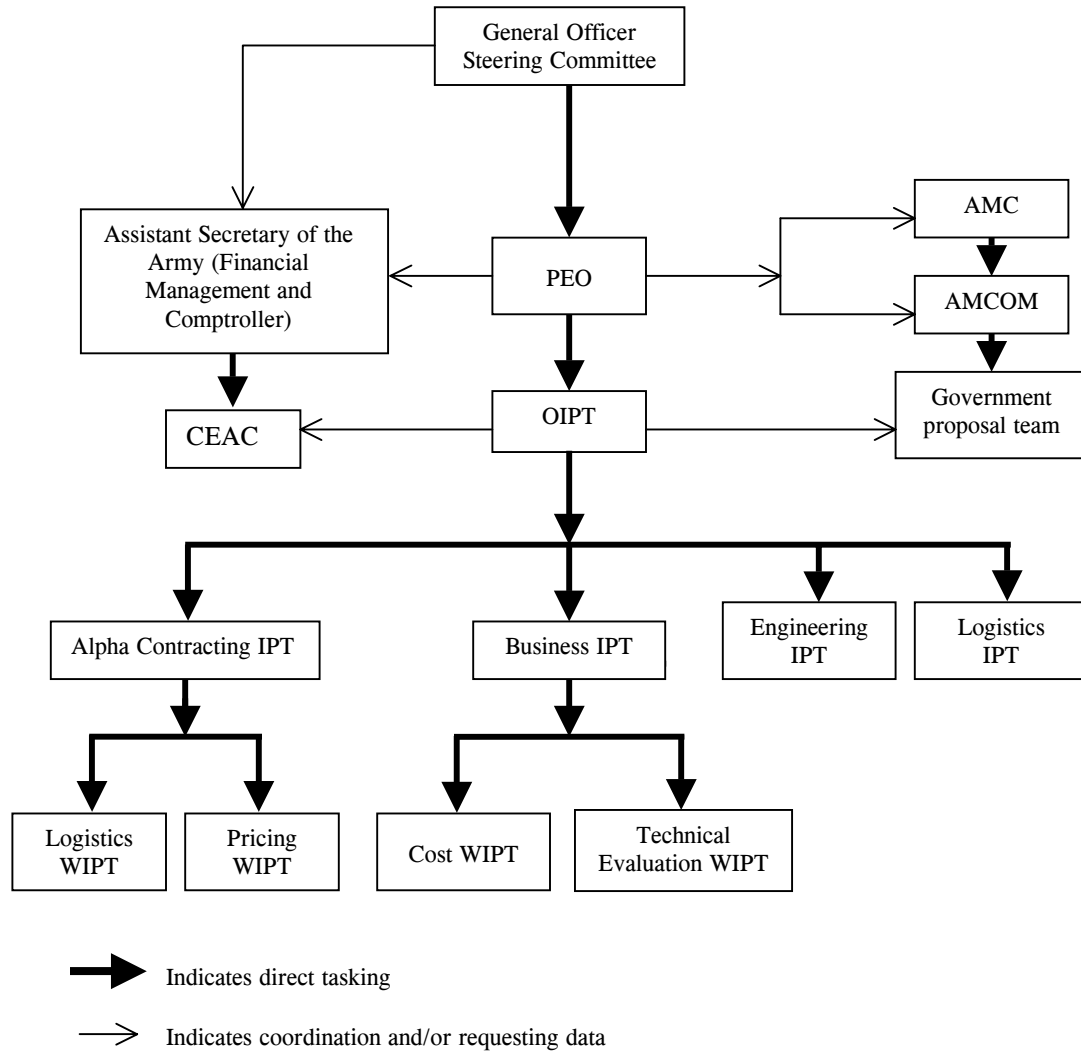 General Officer
Steering Committee
Assistant Secretary of the
Army (Financial
Management and
Comptroller)
PEO
AMC
AMCOM
CEAC
OIPT
Government
proposal team
Alpha Contracting IPT
Business IPT
Engineering
IPT
Logistics
IPT
Logistics
WIPT
Pricing
WIPT
Cost WIPT
Technical
Evaluation WIPT
Indicates direct tasking
Indicates coordination and/or requesting data